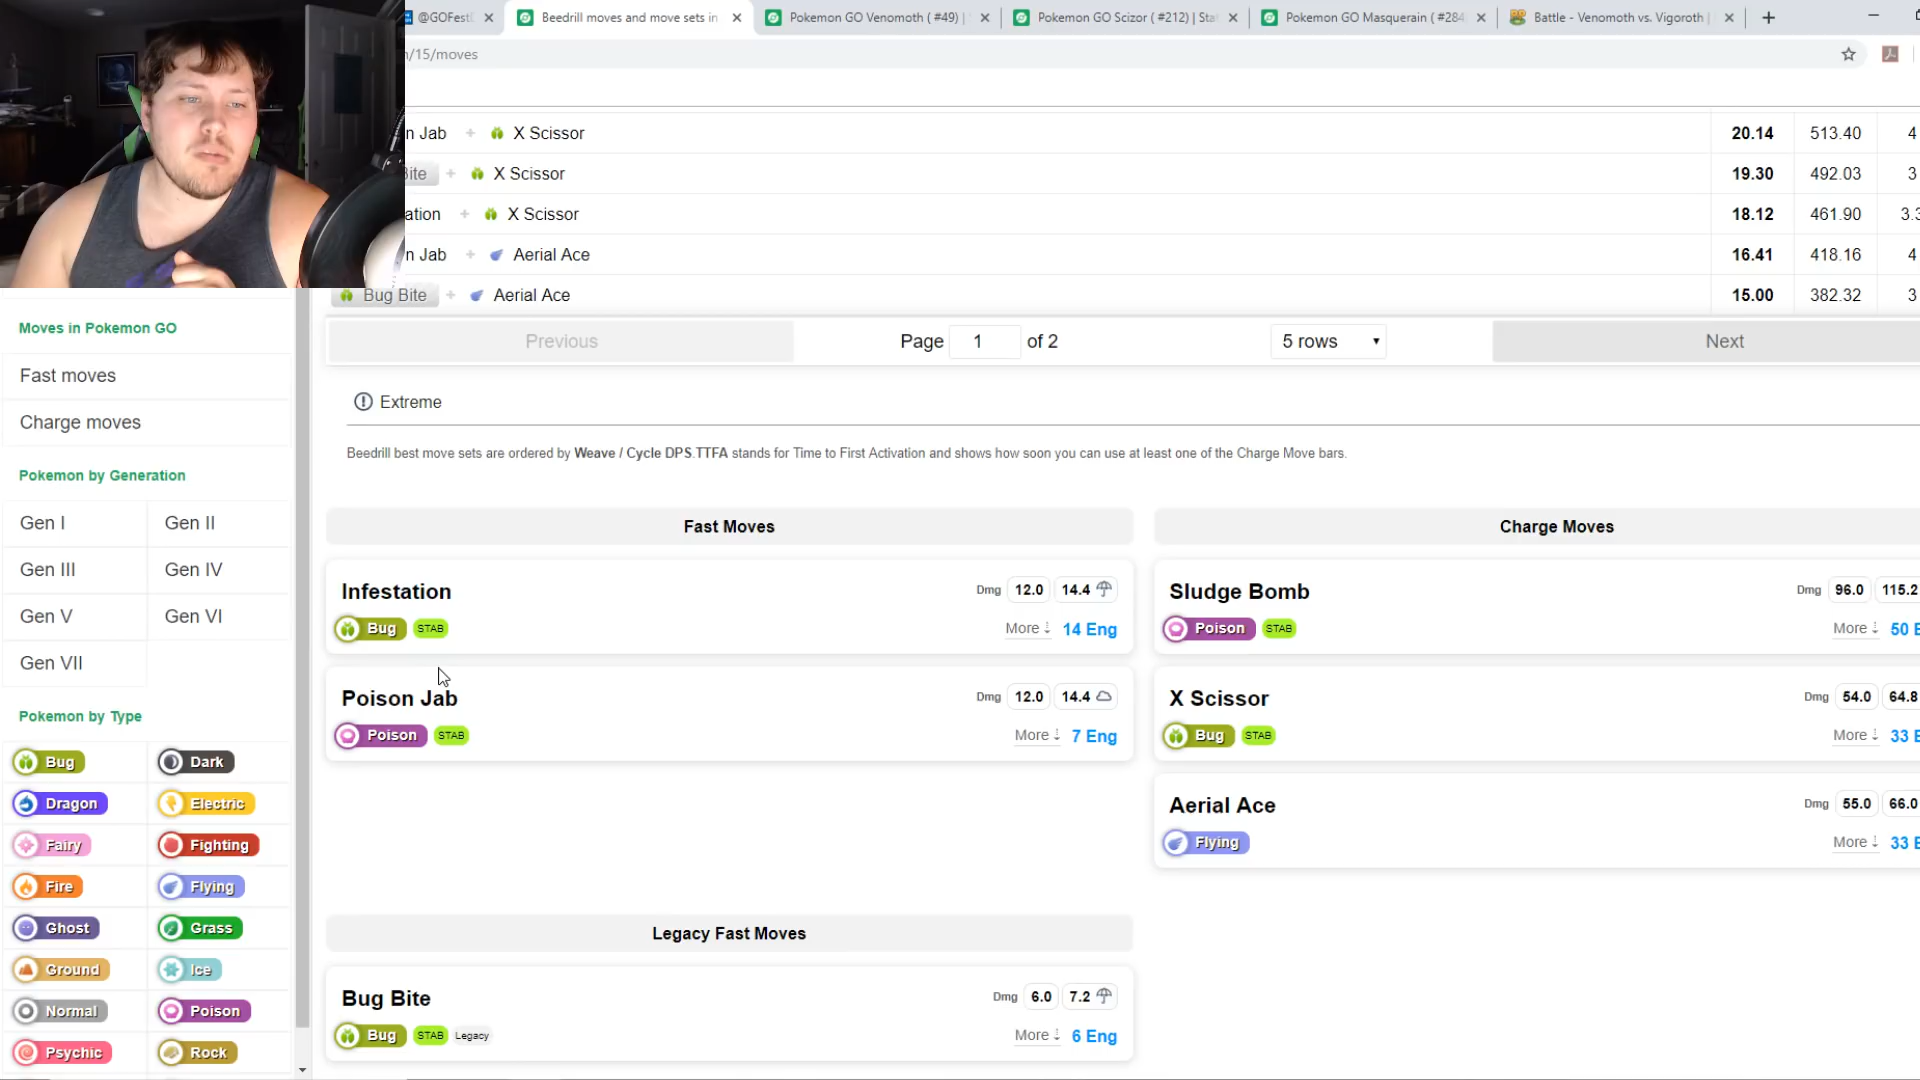 @GOFest
Beedrill moves and move sets in
Pokemon GO Venomoth ( #49) |
Pokemon GO Scizor ( #212) | Sta
Pokemon GO Masquerain ( #284
Battle - Venomoth vs. Vigoroth |
/15/moves
n Jab + X Scissor 20.14 513.40 4
ite + X Scissor 19.30 492.03 3
ation + X Scissor 18.12 461.90 3.3
n Jab + Aerial Ace 16.41 418.16 4
Bug Bite + Aerial Ace 15.00 382.32 3
Previous Page 1 of 2 5 rows Next
Extreme
Beedrill best move sets are ordered by Weave / Cycle DPS.TTFA stands for Time to First Activation and shows how soon you can use at least one of the Charge Move bars.
Moves in Pokemon GO
Fast moves
Charge moves
Pokemon by Generation
Gen I Gen II
Gen III Gen IV
Gen V Gen VI
Gen VII
Pokemon by Type
Bug Dark
Dragon Electric
Fairy Fighting
Fire Flying
Ghost Grass
Ground Ice
Normal Poison
Psychic Rock
Fast Moves
Infestation Dmg 12.0 14.4
Bug STAB More 14 Eng
Poison Jab Dmg 12.0 14.4
Poison STAB More 7 Eng
Legacy Fast Moves
Bug Bite Dmg 6.0 7.2
Bug STAB Legacy More 6 Eng
Charge Moves
Sludge Bomb Dmg 96.0 115.2
Poison STAB More 50 E
X Scissor Dmg 54.0 64.8
Bug STAB More 33 E
Aerial Ace Dmg 55.0 66.0
Flying More 33 E